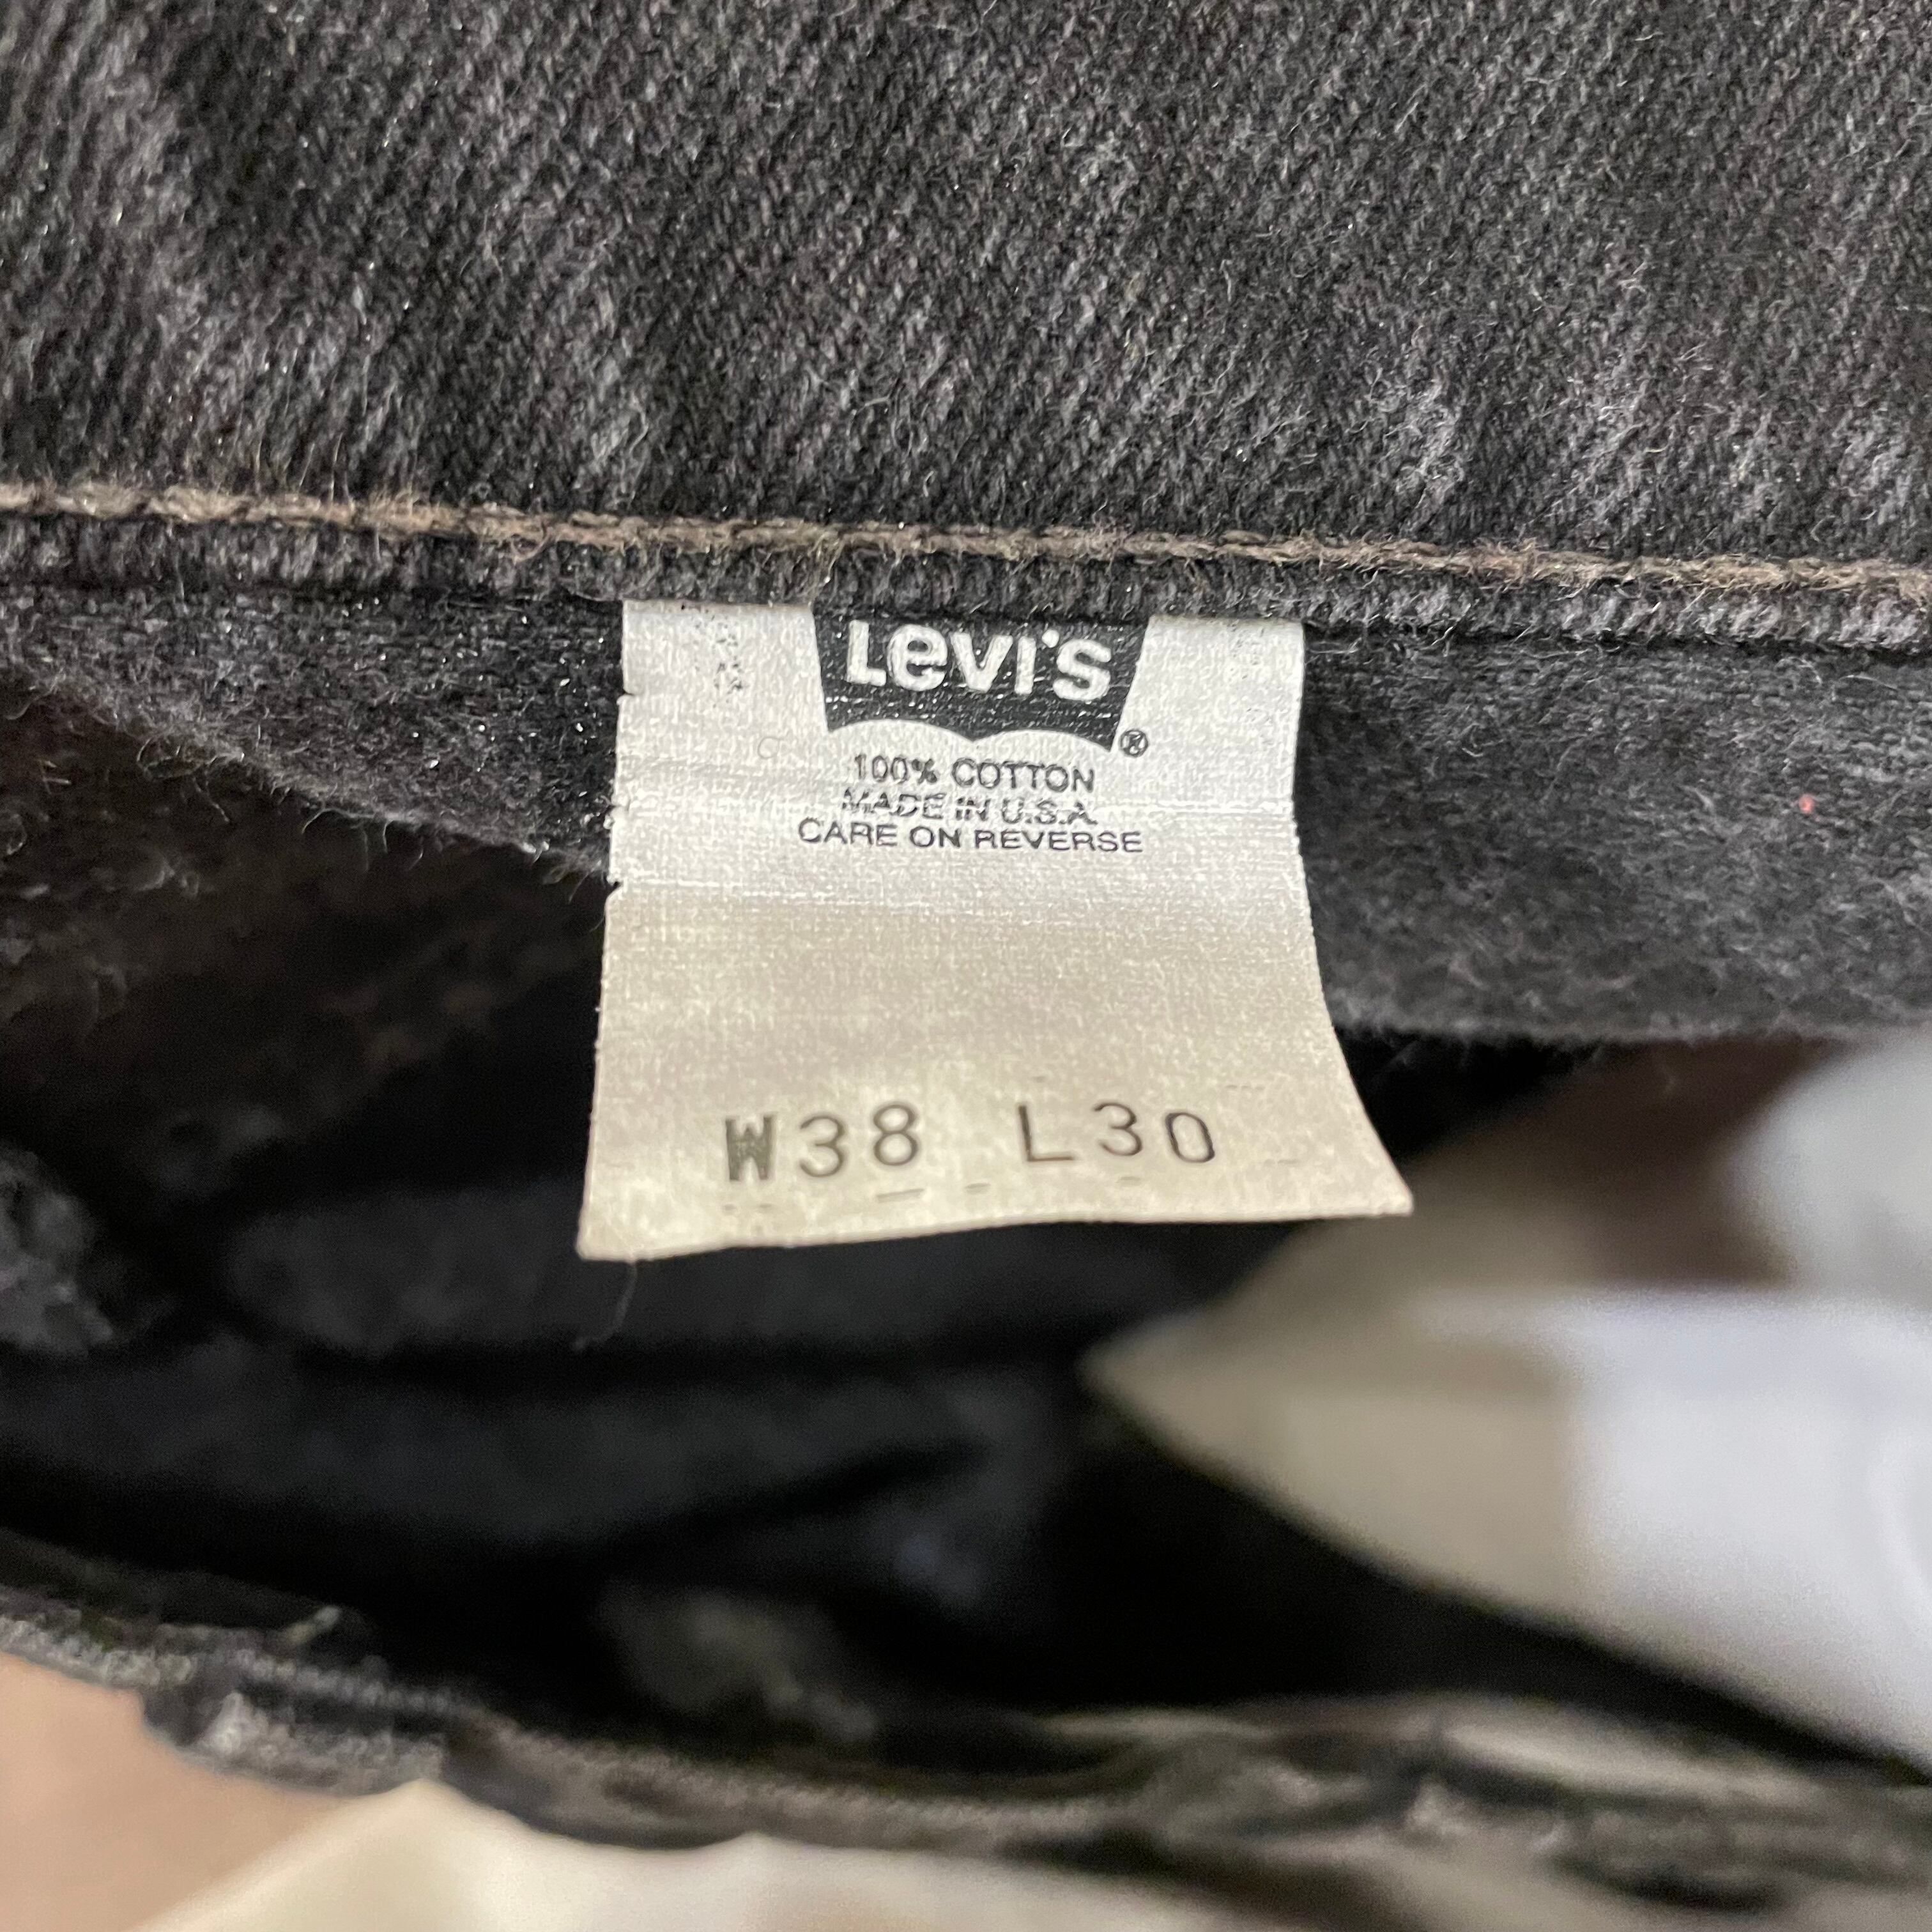 Levi's
®
100% COTTON
MADE IN U.S.A.
CARE ON REVERSE
W38 L30